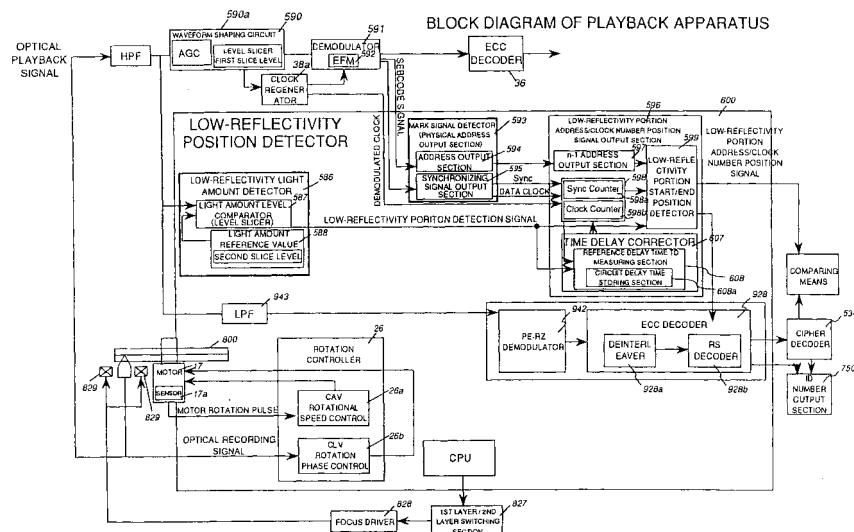 BLOCK DIAGRAM OF PLAYBACK APPARATUS
OPTICAL
PLAYBACK
SIGNAL
HPF
590a
590
WAVEFORM SHAPING CIRCUIT
AGC
LEVEL SLICER
FIRST SLICE LEVEL
38a
CLOCK
REGENER
ATOR
591
DEMODULATOR
EFM
592
ECC
DECODER
36
SEBCODE SIGNAL
DEMODULATED CLOCK
600
LOW-REFLECTIVITY
POSITION DETECTOR
593
MARK SIGNAL DETECTOR
(PHYSICAL ADDRESS
OUTPUT SECTION)
594
ADDRESS OUTPUT
SECTION
595
SYNCHRONIZING
SIGNAL OUTPUT
SECTION
Sync
DATA CLOCK
596
LOW-REFLECTIVITY PORTION
ADDRESS/CLOCK NUMBER POSITION
SIGNAL OUTPUT SECTION
597
n-1 ADDRESS OUTPUT
SECTION
598
Sync Counter
598a
Clock Counter
598b
599
LOW-REFLE
CTIVITY
PORTION
START/END
POSITION
DETECTOR
LOW-REFLECTIVITY
PORTION
ADDRESS/CLOCK
NUMBER POSITION
SIGNAL
586
LOW-REFLECTIVITY LIGHT
AMOUNT DETECTOR
587
LIGHT AMOUNT LEVEL
COMPARATOR
(LEVEL SLICER)
588
LIGHT AMOUNT
REFERENCE VALUE
SECOND SLICE LEVEL
LOW-REFLECTIVITY PORITON DETECTION SIGNAL
607
TIME DELAY CORRECTOR
REFERENCE DELAY TIME TD
MEASURING SECTION
608
CIRCUIT DELAY TIME
STORING SECTION
608a
COMPARING
MEANS
943
LPF
942
PE-RZ
DEMODULATOR
928
ECC DECODER
DEINTERL
EAVER
928a
RS
DECODER
928b
534
CIPHER
DECODER
750
ID
NUMBER OUTPUT
SECTION
800
829
829
MOTOR
17
SENSOR
17a
MOTOR ROTATION PULSE
26
ROTATION
CONTROLLER
26a
CAV
ROTATIONAL
SPEED CONTROL
26b
CLV
ROTATION
PHASE CONTROL
OPTICAL RECORDING
SIGNAL
CPU
827
1ST LAYER/2ND
LAYER SWITCHING
SECTION
828
FOCUS DRIVER